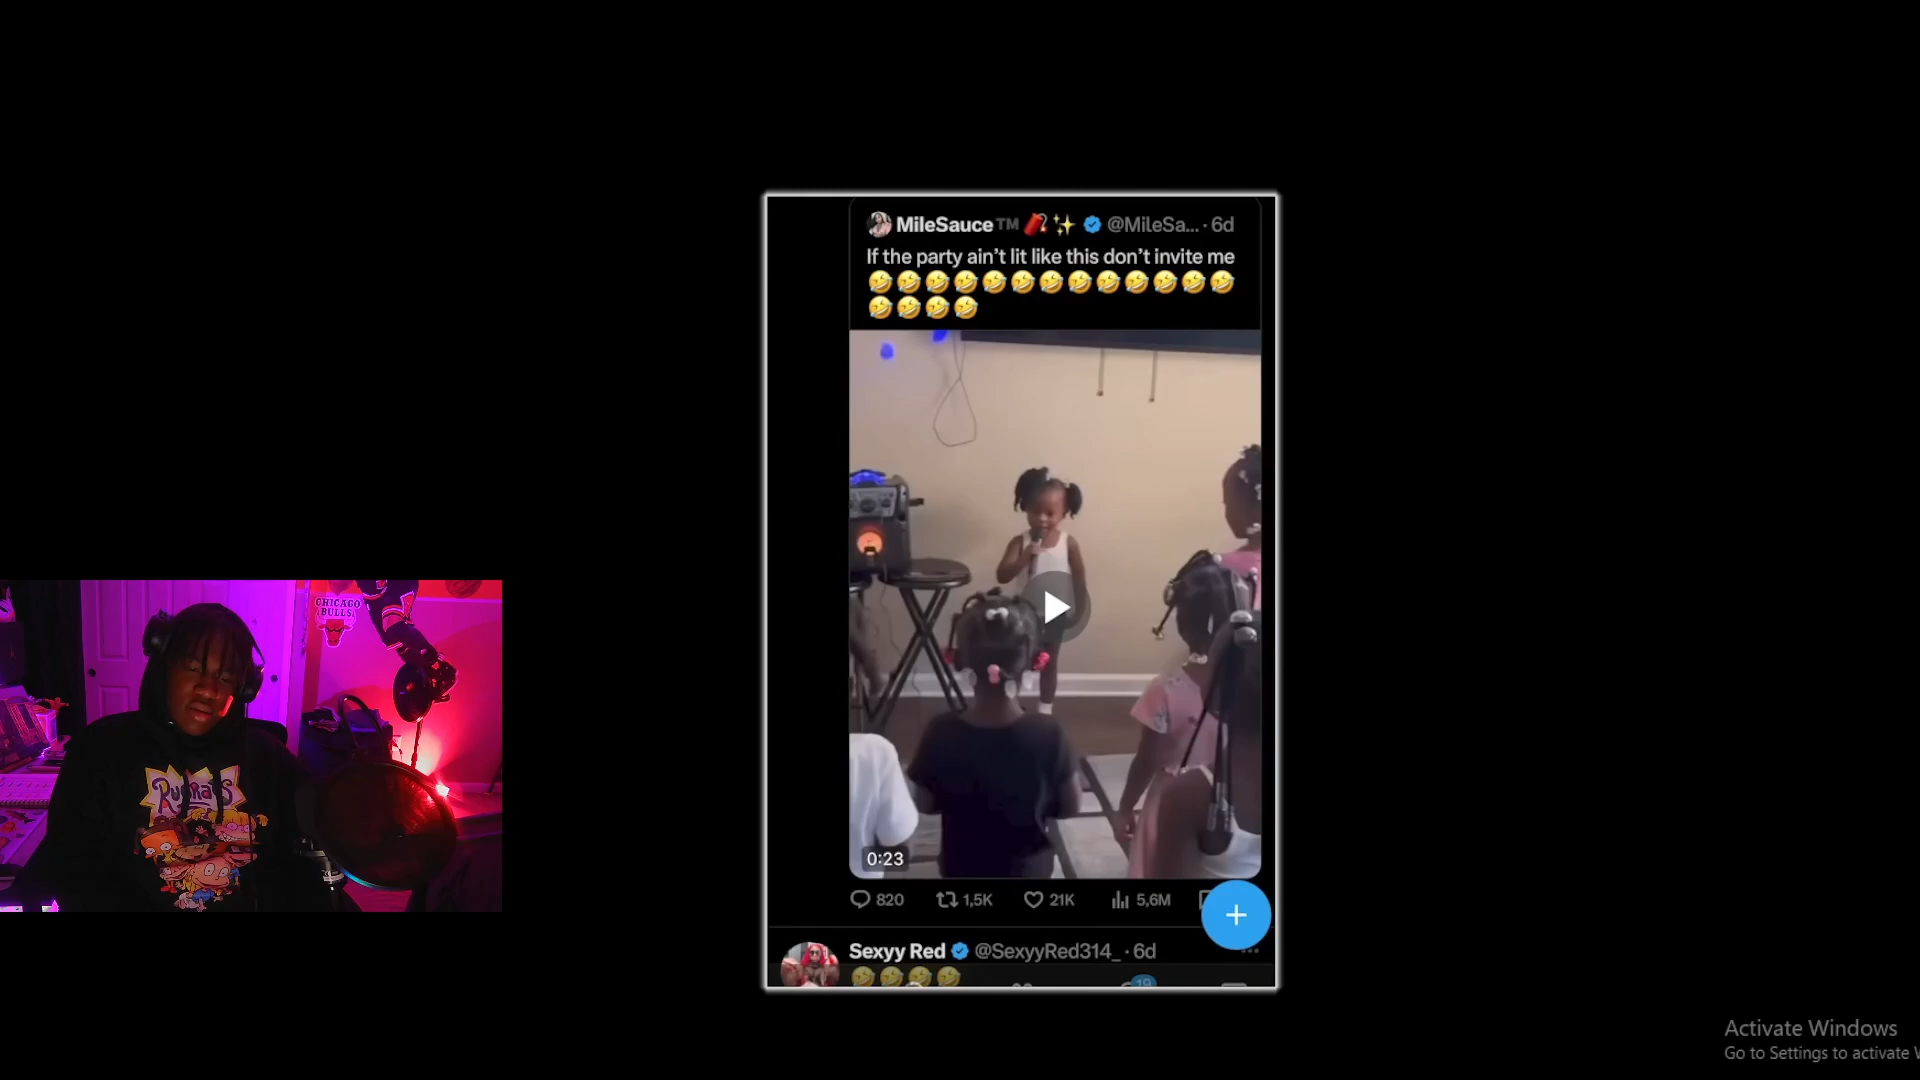 MileSauce™ 🧨✨ @MileSa... · 6d
If the party ain't lit like this don't invite me
🤣🤣🤣🤣🤣🤣🤣🤣🤣🤣🤣🤣🤣
🤣🤣🤣🤣
CHICAGO
BULLS
RUGRATS
0:23
820 1,5K 21K 5,6M
Sexyy Red @SexyyRed314_ · 6d
🤣🤣🤣🤣
19
Activate Windows
Go to Settings to activate W